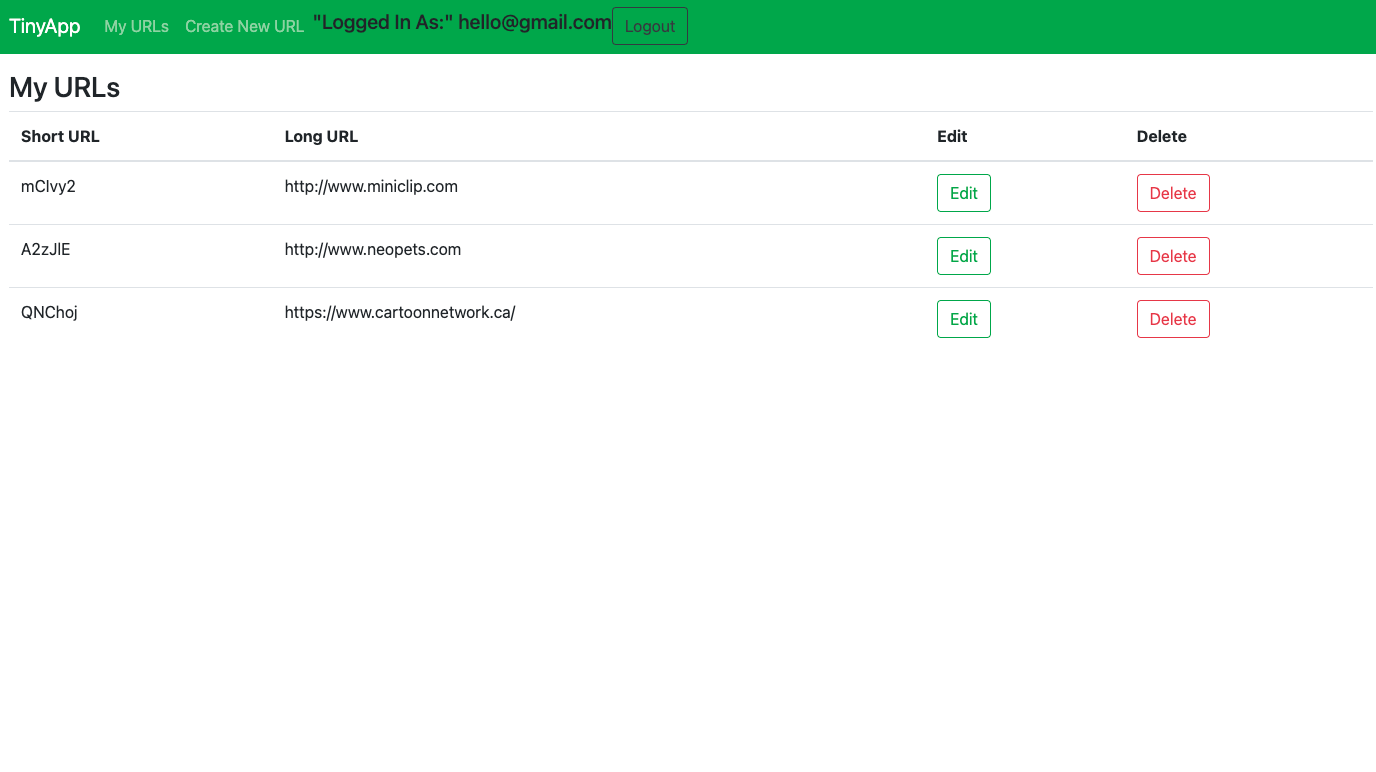 TinyApp My URLs Create New URL "Logged In As:" hello@gmail.com Logout
My URLs
Short URL Long URL Edit Delete
mClvy2 http://www.miniclip.com Edit Delete
A2zJlE http://www.neopets.com Edit Delete
QNChoj https://www.cartoonnetwork.ca/ Edit Delete